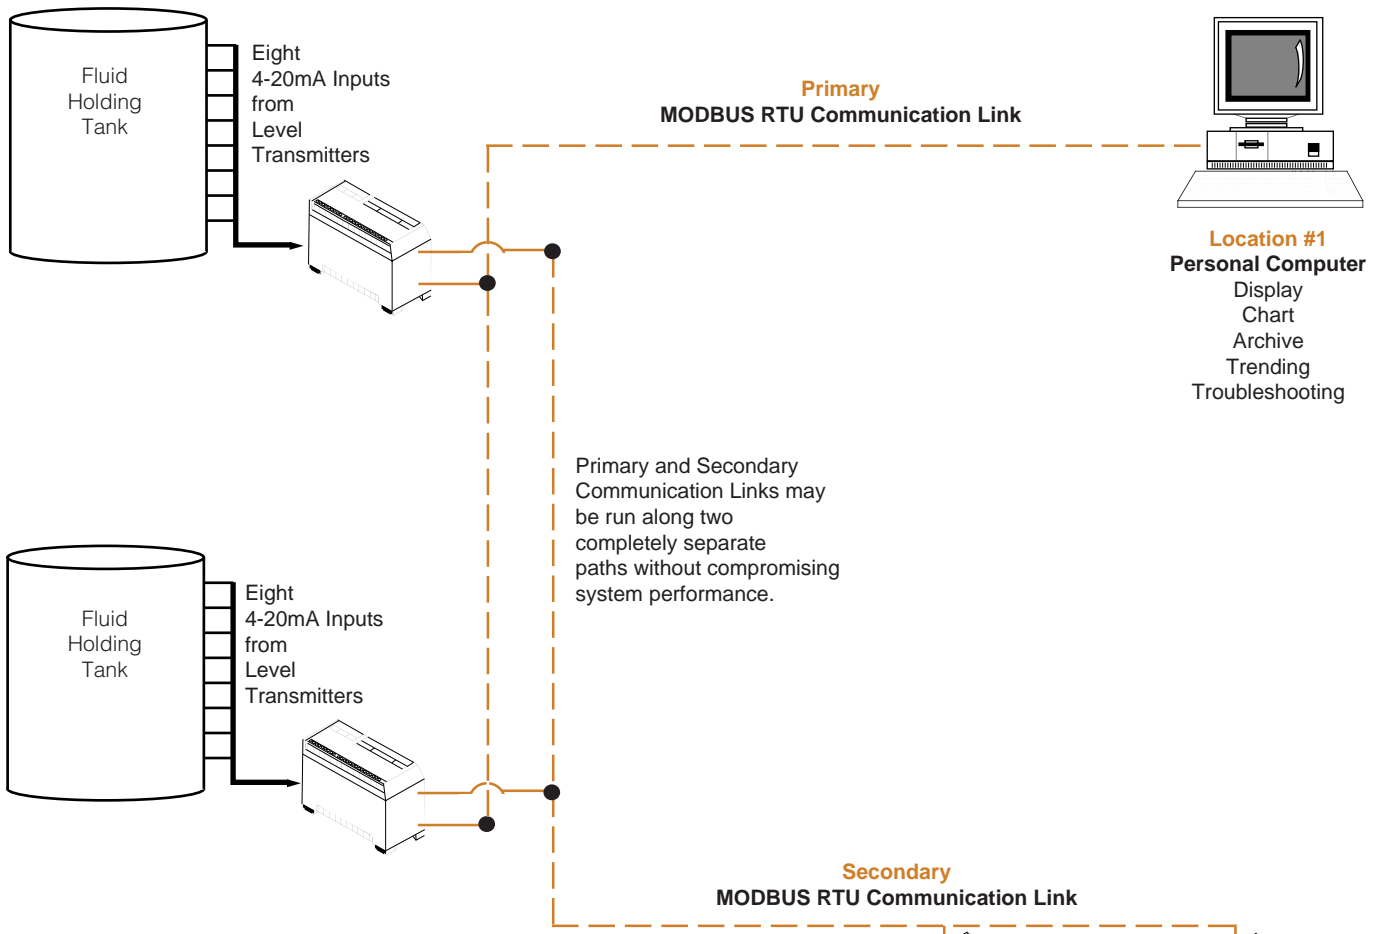 Fluid
Holding
Tank
Eight
4-20mA Inputs
from
Level
Transmitters
Primary
MODBUS RTU Communication Link
Location #1
Personal Computer
Display
Chart
Archive
Trending
Troubleshooting
Primary and Secondary
Communication Links may
be run along two
completely separate
paths without compromising
system performance.
Fluid
Holding
Tank
Eight
4-20mA Inputs
from
Level
Transmitters
Secondary
MODBUS RTU Communication Link